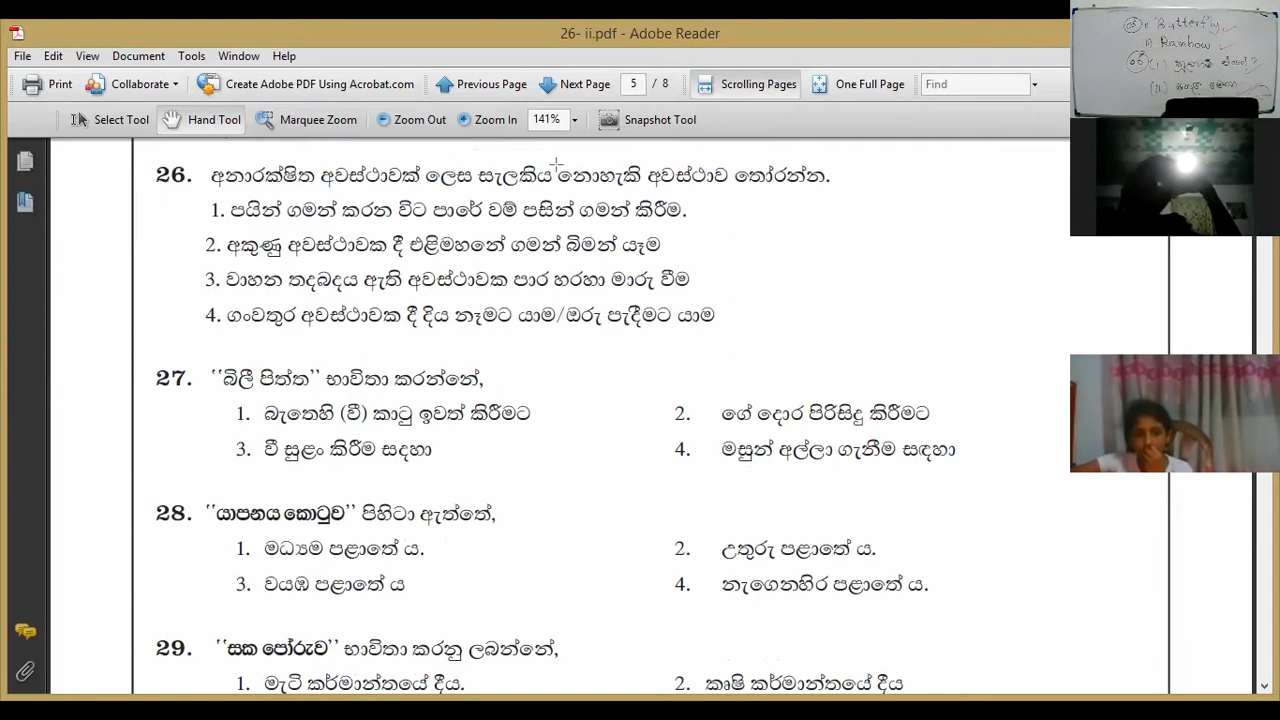 26- ii.pdf - Adobe Reader
File Edit View Document Tools Window Help
Print Collaborate Create Adobe PDF Using Acrobat.com Previous Page Next Page 5 / 8 Scrolling Pages One Full Page Find
Select Tool Hand Tool Marquee Zoom Zoom Out Zoom In 141% Snapshot Tool
Butterfly
Rainbow
26. අනාරක්ෂිත අවස්ථාවක් ලෙස සැලකිය නොහැකි අවස්ථාව තෝරන්න.
1. පයින් ගමන් කරන විට පාරේ වම් පසින් ගමන් කිරීම.
2. අකුණු අවස්ථාවක දී එළිමහනේ ගමන් බිමන් යෑම
3. වාහන තදබදය ඇති අවස්ථාවක පාර හරහා මාරු වීම
4. ගංවතුර අවස්ථාවක දී දිය නෑමට යාම/ඔරු පැදීමට යාම
27. "බිලී පිත්ත" භාවිතා කරන්නේ,
1. බැතෙහි (වී) කාටු ඉවත් කිරීමට 2. ගේ දොර පිරිසිදු කිරීමට
3. වී සුළං කිරීම සදහා 4. මසුන් අල්ලා ගැනීම සඳහා
28. "යාපනය කොටුව" පිහිටා ඇත්තේ,
1. මධ්‍යම පළාතේ ය. 2. උතුරු පළාතේ ය.
3. වයඹ පළාතේ ය 4. නැගෙනහිර පළාතේ ය.
29. "සක පෝරුව" භාවිතා කරනු ලබන්නේ,
1. මැටි කර්මාන්තයේ දීය. 2. කෘෂි කර්මාන්තයේ දීය